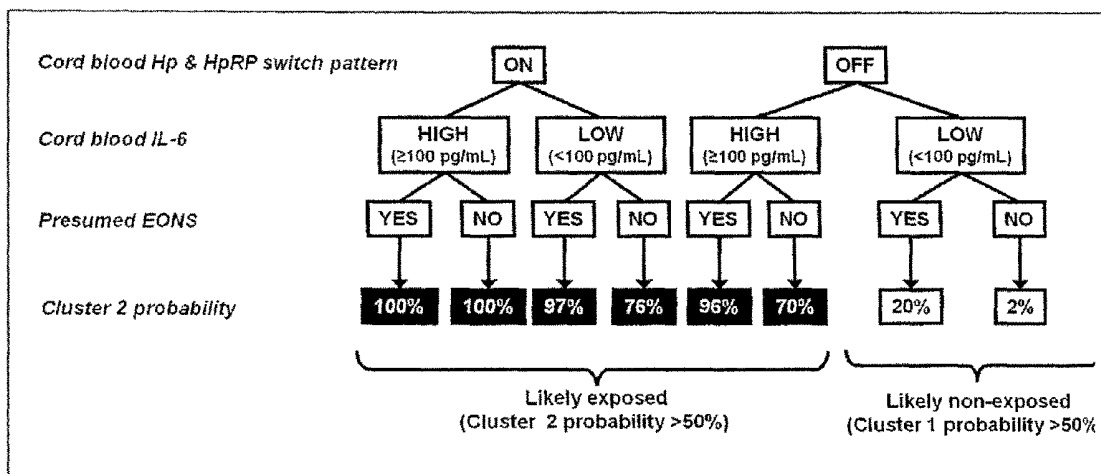 Cord blood Hp & HpRP switch pattern ON OFF
Cord blood IL-6 HIGH LOW HIGH LOW
(≥100 pg/mL) (<100 pg/mL) (≥100 pg/mL) (<100 pg/mL)
Presumed EONS YES NO YES NO YES NO YES NO
Cluster 2 probability 100% 100% 97% 76% 96% 70% 20% 2%
Likely exposed Likely non-exposed
(Cluster 2 probability >50%) (Cluster 1 probability >50%